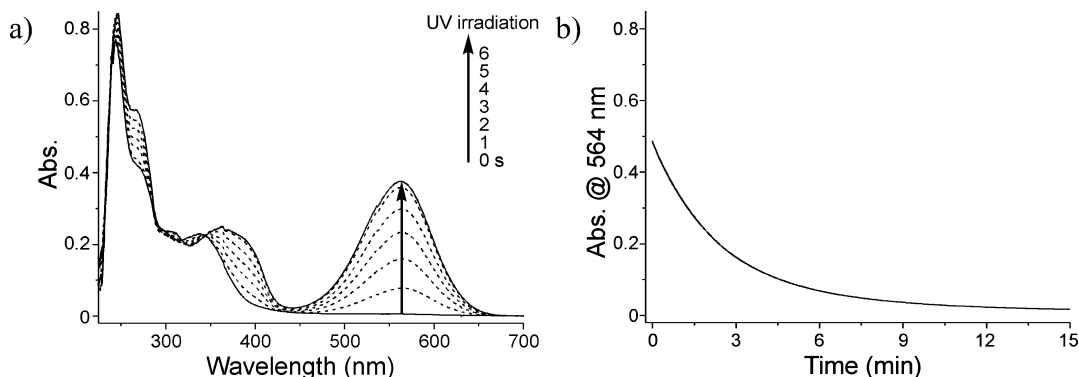 a)
UV irradiation
6
5
4
3
2
1
0 s
0.8
0.6
0.4
0.2
0
Abs.
300 400 500 600 700
Wavelength (nm)
b)
0.8
0.6
0.4
0.2
0
Abs. @ 564 nm
0 3 6 9 12 15
Time (min)